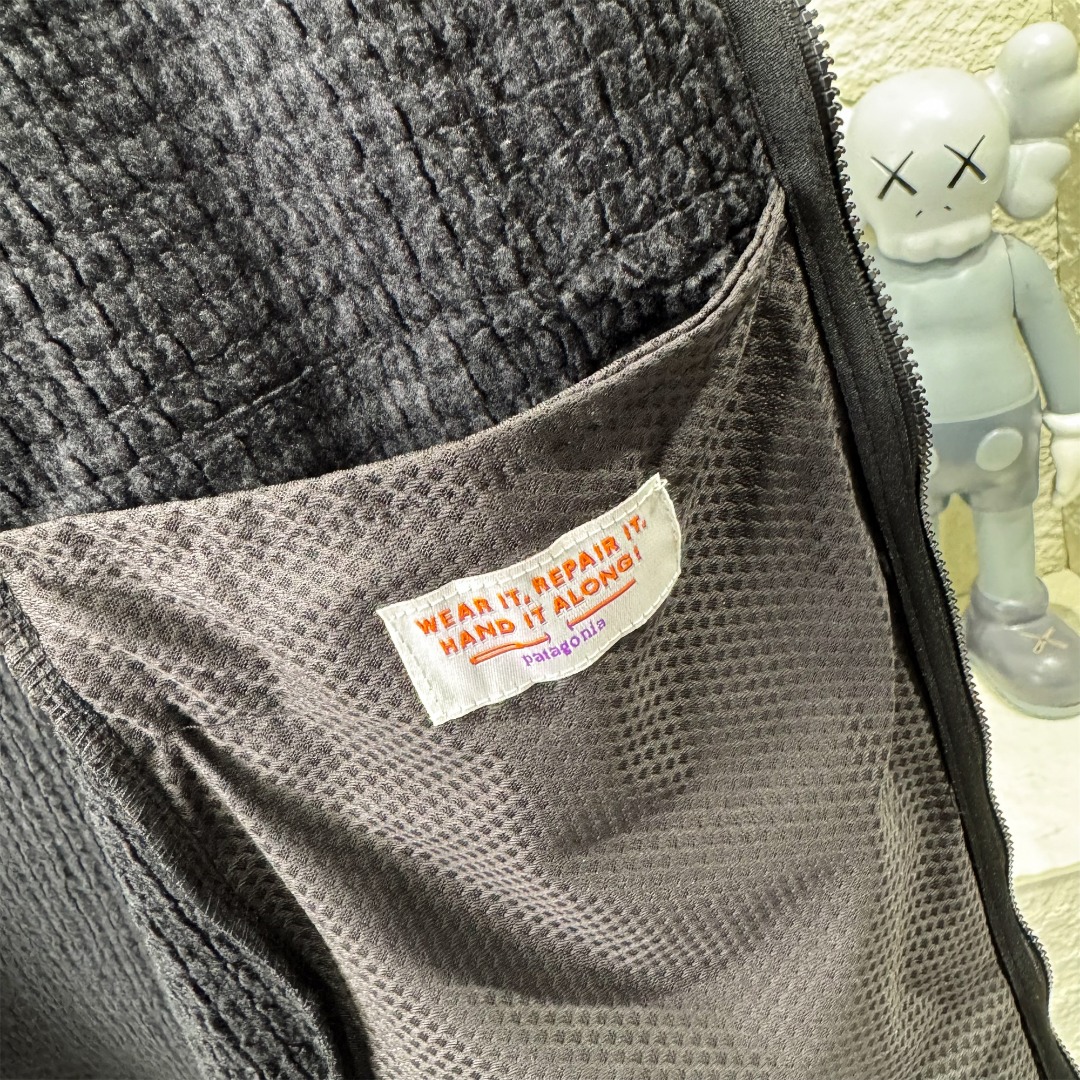 WEAR IT, REPAIR IT,
HAND IT ALONG!
patagonia